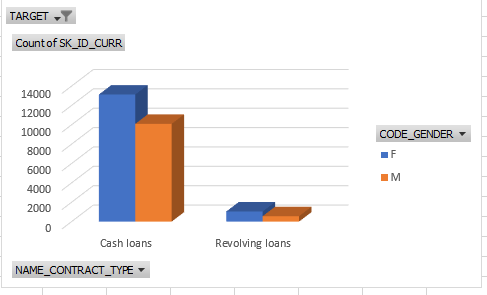 TARGET
Count of SK_ID_CURR
14000
12000
10000
8000
6000
4000
2000
0
Cash loans
Revolving loans
CODE_GENDER
F
M
NAME_CONTRACT_TYPE